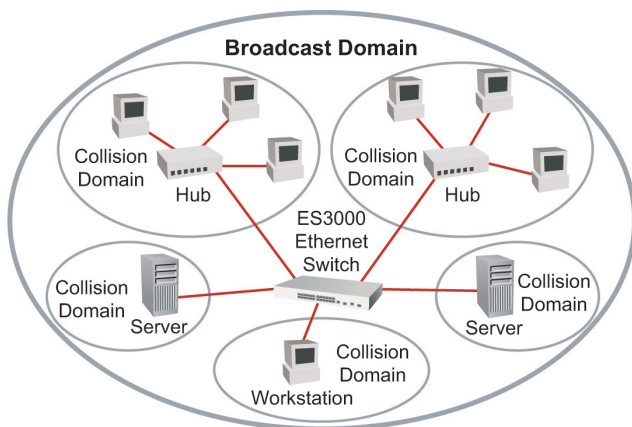 Broadcast Domain
Collision
Domain
Hub
Collision
Domain
Hub
ES3000
Ethernet
Switch
Collision
Domain
Server
Collision
Domain
Server
Collision
Domain
Workstation